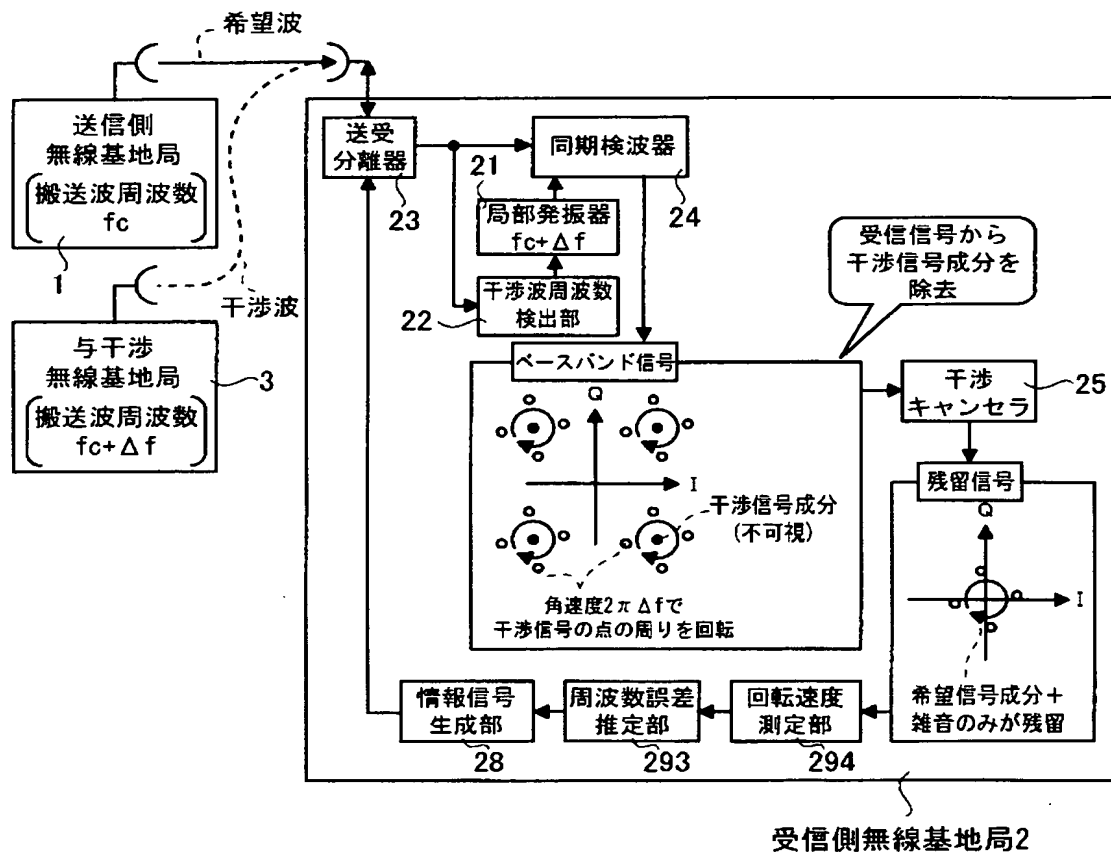 希望波
送信側
無線基地局
搬送波周波数
fc
1
干渉波
与干渉
無線基地局
搬送波周波数
fc+Δf
3
送受
分離器
23
同期検波器
24
21
局部発振器
fc+Δf
22
干渉波周波数
検出部
受信信号から
干渉信号成分を
除去
ベースバンド信号
Q
I
干渉信号成分
(不可視)
角速度2πΔfで
干渉信号の点の周りを回転
干渉
キャンセラ
25
残留信号
Q
I
希望信号成分+
雑音のみが残留
情報信号
生成部
28
周波数誤差
推定部
293
回転速度
測定部
294
受信側無線基地局2